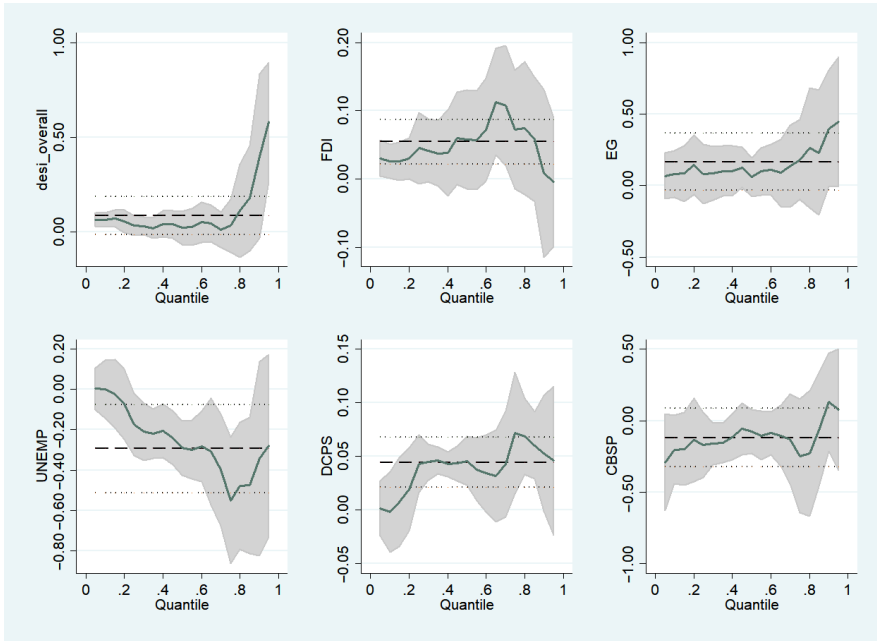 desi_overall
1.00
0.50
0.00
0 .2 .4 .6 .8 1
Quantile
FDI
0.20
0.10
0.00
−0.10
0 .2 .4 .6 .8 1
Quantile
EG
1.00
0.50
0.00
−0.50
0 .2 .4 .6 .8 1
Quantile
UNEMP
0.20
0.00
−0.20
−0.40
−0.60
−0.80
0 .2 .4 .6 .8 1
Quantile
DCPS
0.15
0.10
0.05
0.00
−0.05
0 .2 .4 .6 .8 1
Quantile
CBSP
0.50
0.00
−0.50
−1.00
0 .2 .4 .6 .8 1
Quantile